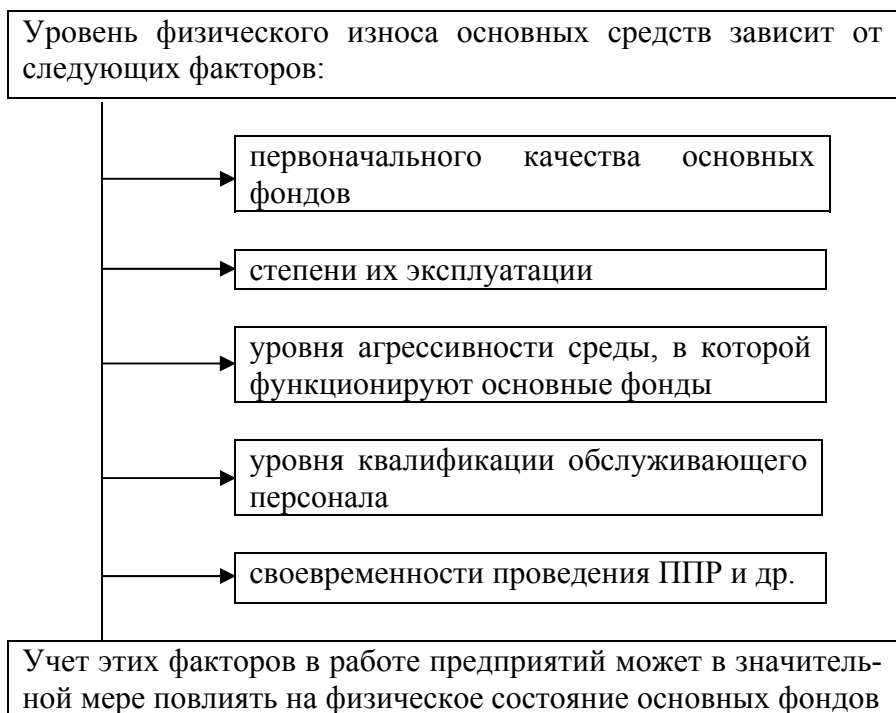 Уровень физического износа основных средств зависит от
следующих факторов:
первоначального качества основных
фондов
степени их эксплуатации
уровня агрессивности среды, в которой
функционируют основные фонды
уровня квалификации обслуживающего
персонала
своевременности проведения ППР и др.
Учет этих факторов в работе предприятий может в значитель-
ной мере повлиять на физическое состояние основных фондов